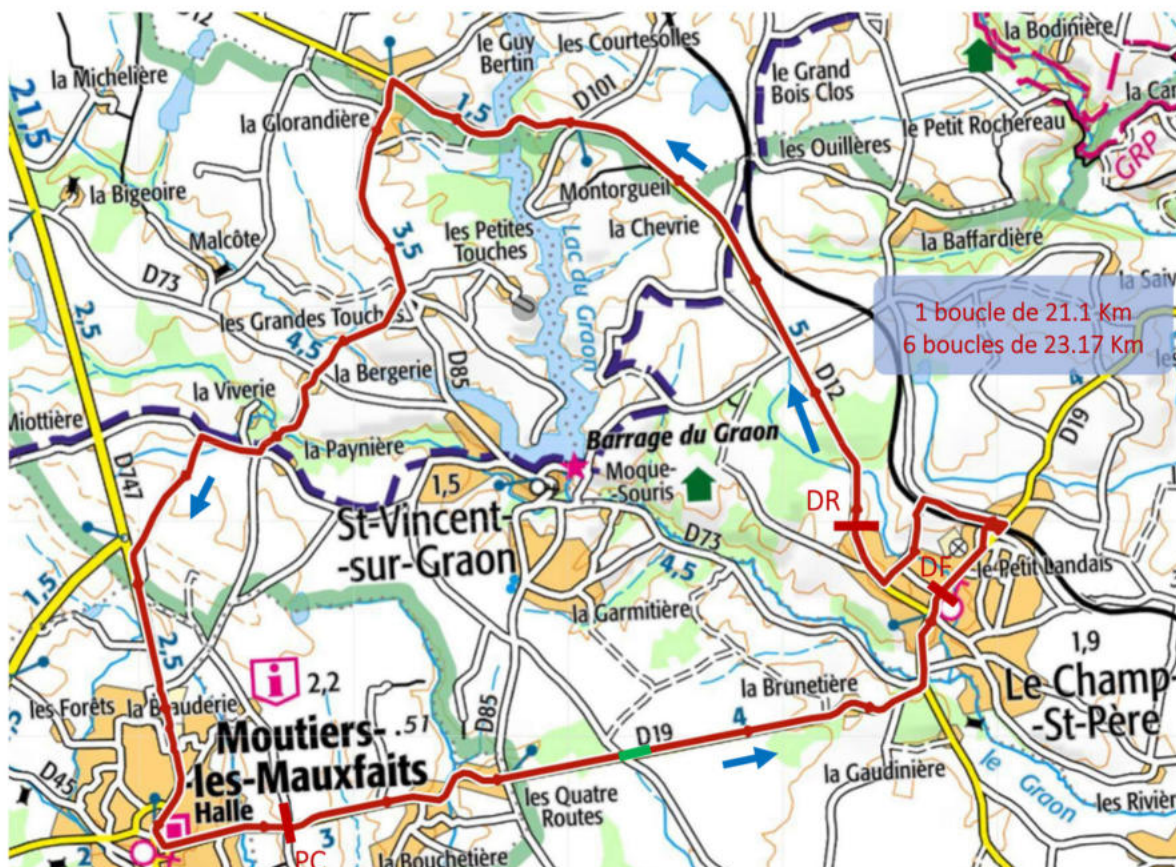 le Guy
Bertin
les Courtesolles
la Bodinière
la Michelière
21,5
D101
le Grand
Bois Clos
la Glorandière
1,5
le Petit Rochereau
GRP
les Ouillères
la Bigeoire
Montorgueil
Malcôte
3,5
les Petites
Touches
la Chevrie
la Baffardière
D73
Lac du Graon
2,5
les Grandes Touches
4,5
5
1 boucle de 21.1 Km
6 boucles de 23.17 Km
la Bergerie
D85
D12
4
D19
la Viverie
Miottière
la Paynière
Barrage du Graon
D747
1,5
Moque-
-Souris
DR
St-Vincent-
-sur-Graon
D73
4,5
DF
le Petit Landais
1,5
la Garmitière
2,5
1,9
2,2
la Brunetière
Le Champ-
-St-Père
les Forêts
la Beauderie
.51
D85
Moutiers-
-les-Mauxfaits
D19
4
D45
Halle
la Gaudinière
le Graon
les Quatre
Routes
3
2
PC
la Bouchetière